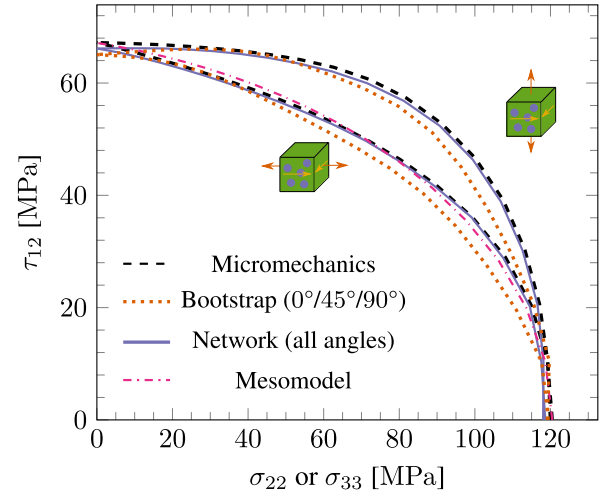 60
40
20
0
τ₁₂ [MPa]
Micromechanics
Bootstrap (0°/45°/90°)
Network (all angles)
Mesomodel
0 20 40 60 80 100 120
σ₂₂ or σ₃₃ [MPa]